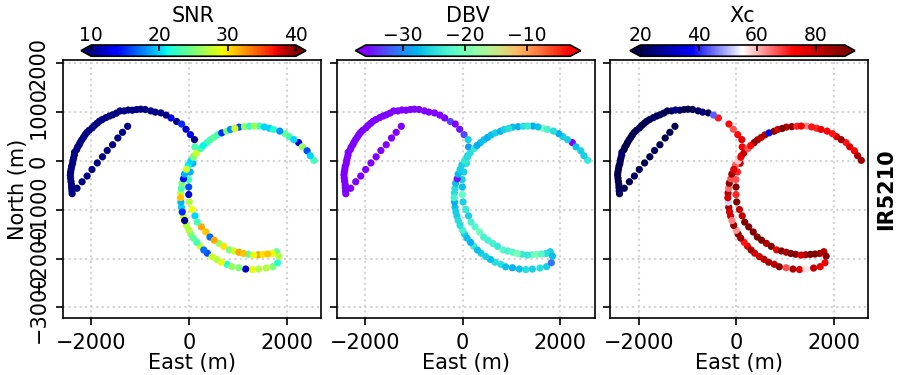 SNR DBV Xc
10 20 30 40 −30 −20 −10 20 40 60 80
North (m)
2000
1000
0
−1000
−2000
−3000
−2000 0 2000 −2000 0 2000 −2000 0 2000
East (m) East (m) East (m)
IR5210